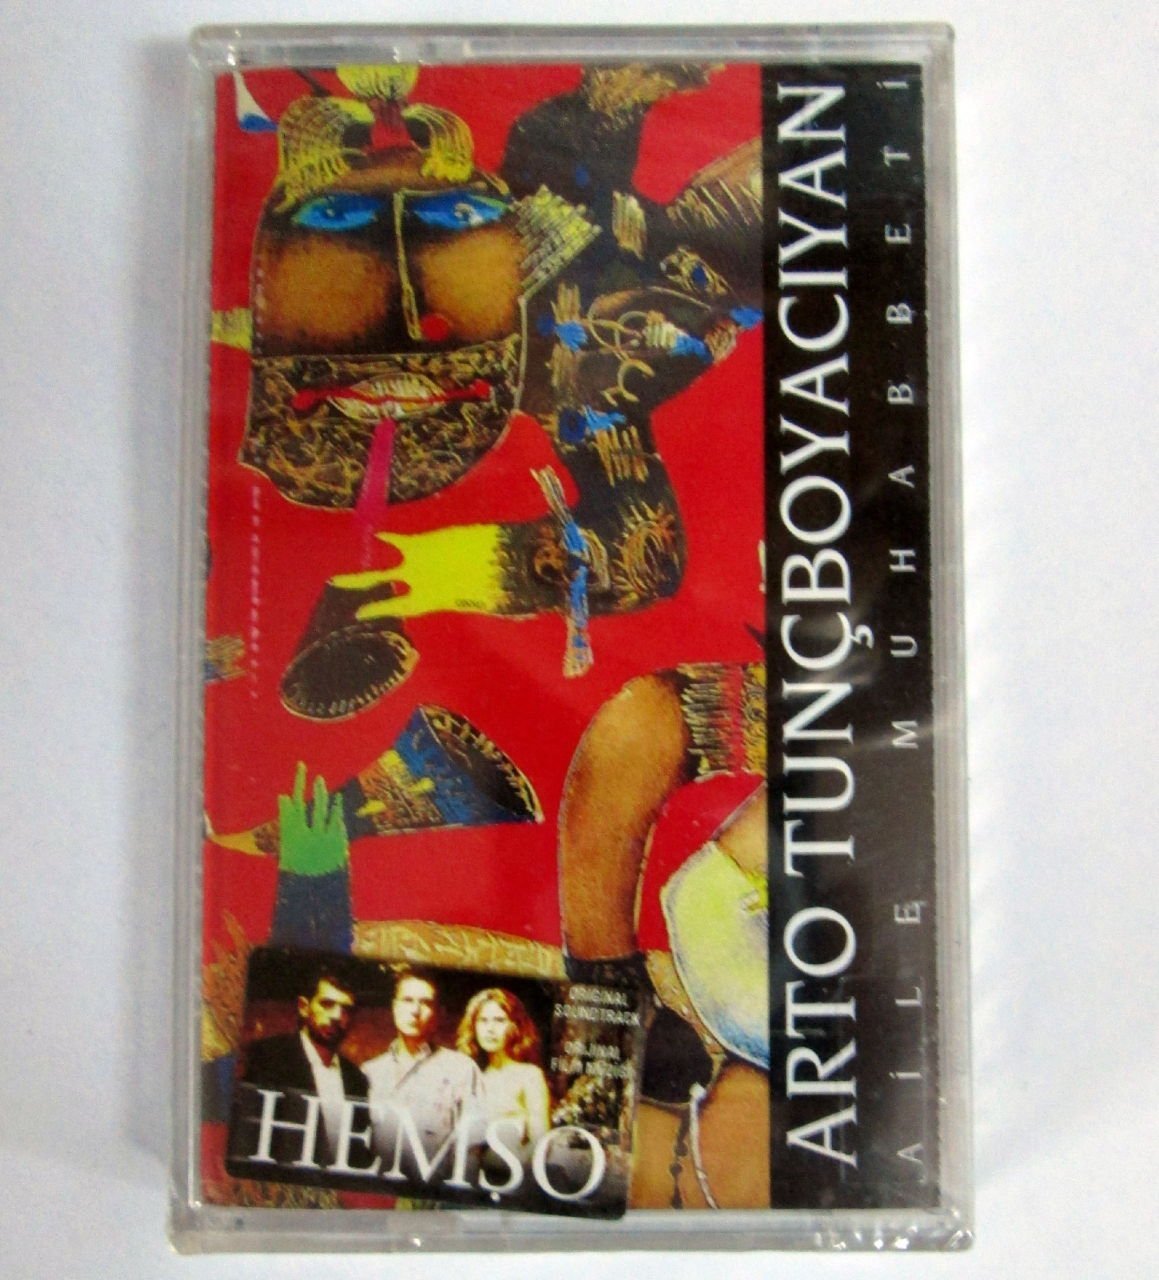 ARTO TUNÇBOYACIYAN
AİLE MUHABBETİ
ORIGINAL
SOUNDTRACK
ORIJINAL
FILM MÜZIĞI
HEMŞO